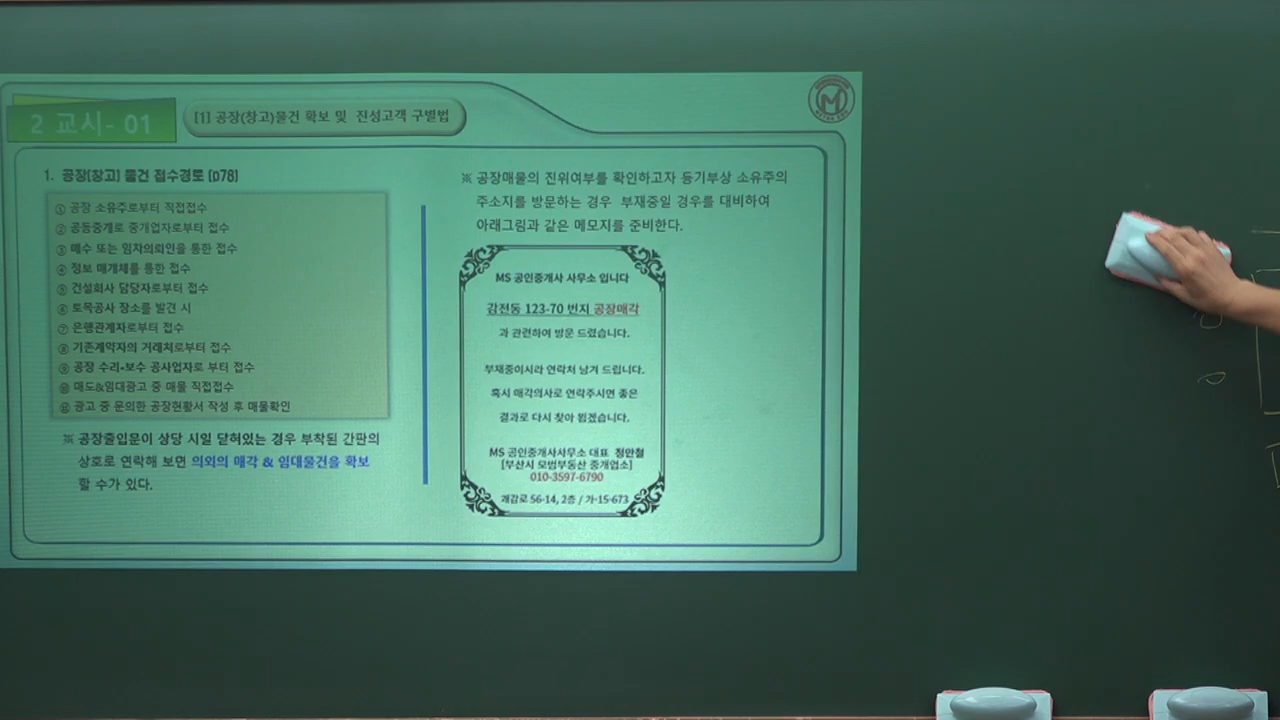 2 교시- 01
[1] 공장(창고)물건 확보 및 진성고객 구별법
M
1. 공장[창고] 물건 접수경로 [p78]
① 공장 소유주로부터 직접접수
② 공동중개로 중개업자로부터 접수
③ 매수 또는 임차의뢰인을 통한 접수
④ 정보 매개체를 통한 접수
⑤ 건설회사 담당자로부터 접수
⑥ 토목공사 장소를 발견 시
⑦ 은행관계자로부터 접수
⑧ 기존계약자의 거래처로부터 접수
⑨ 공장 수리•보수 공사업자로 부터 접수
⑩ 매도&임대광고 중 매물 직접접수
⑪ 광고 중 문의한 공장현황서 작성 후 매물확인
※ 공장출입문이 상당 시일 닫혀있는 경우 부착된 간판의
상호로 연락해 보면 의외의 매각 & 임대물건을 확보
할 수가 있다.
※ 공장매물의 진위여부를 확인하고자 등기부상 소유주의
주소지를 방문하는 경우 부재중일 경우를 대비하여
아래그림과 같은 메모지를 준비한다.
MS 공인중개사 사무소 입니다
감전동 123-70 번지 공장매각
과 관련하여 방문 드렸습니다.
부재중이시라 연락처 남겨 드립니다.
혹시 매각의사로 연락주시면 좋은
결과로 다시 찾아 뵙겠습니다.
MS 공인중개사사무소 대표 정안철
[부산시 모범부동산 중개업소]
010-3597-6790
괘감로 56-14, 2층 / 가-15-673